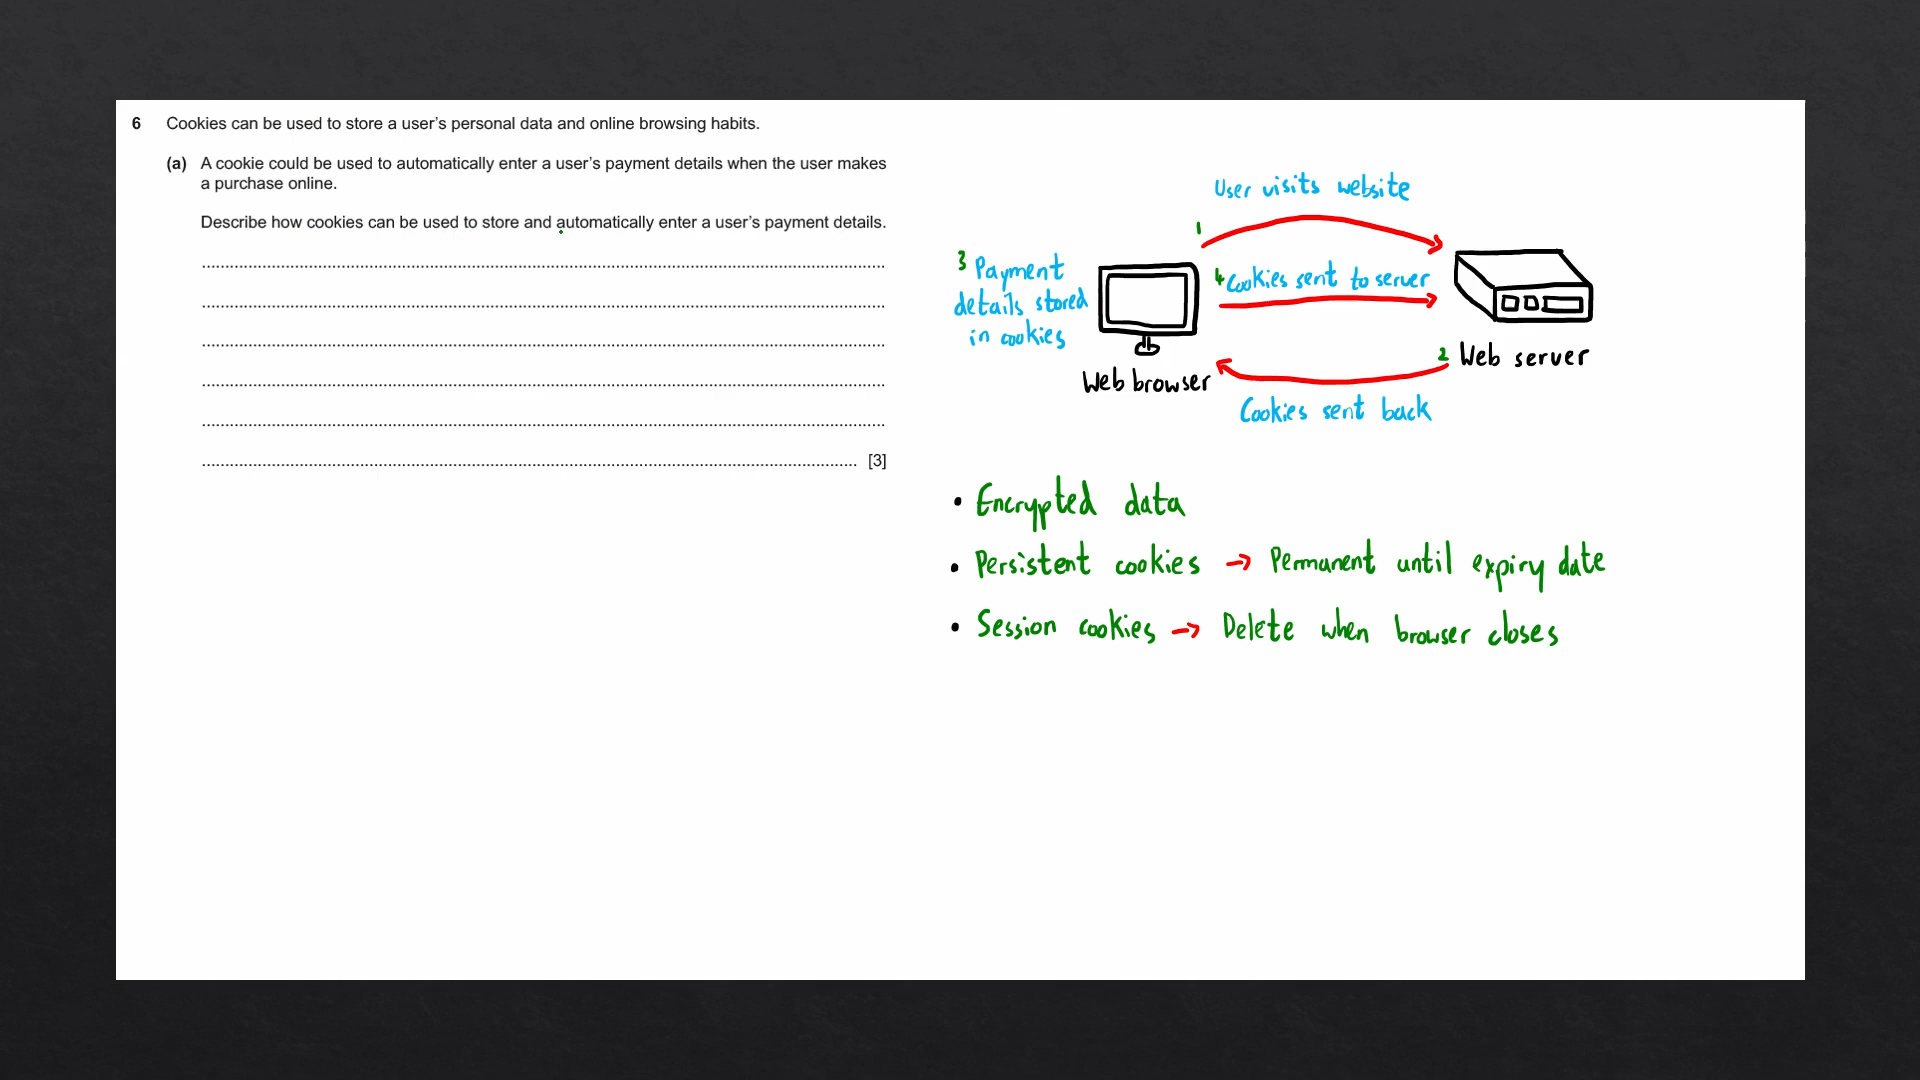 6 Cookies can be used to store a user's personal data and online browsing habits.
(a) A cookie could be used to automatically enter a user's payment details when the user makes
a purchase online.
Describe how cookies can be used to store and automatically enter a user's payment details.
[3]
User visits website
1
3 Payment
details stored
in cookies
4 Cookies sent to server
2 Web server
Web browser
Cookies sent back
• Encrypted data
• Persistent cookies → Permanent until expiry date
• Session cookies → Delete when browser closes